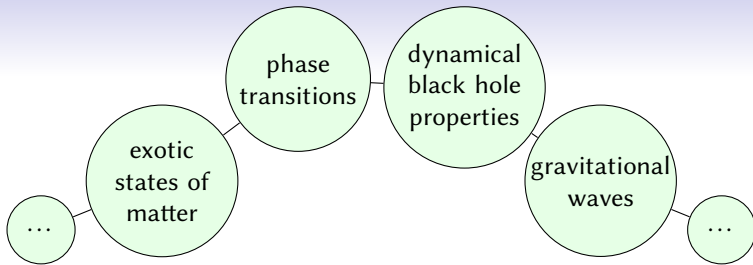 ...
exotic
states of
matter
phase
transitions
dynamical
black hole
properties
gravitational
waves
...